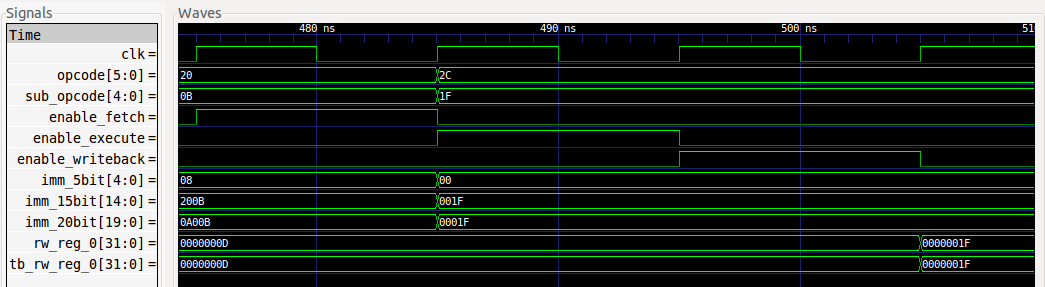 Signals
Waves
Time
480 ns
490 ns
500 ns
51
clk =
opcode[5:0] =
20
2C
sub_opcode[4:0] =
0B
1F
enable_fetch =
enable_execute =
enable_writeback =
imm_5bit[4:0] =
08
00
imm_15bit[14:0] =
200B
001F
imm_20bit[19:0] =
0A00B
0001F
rw_reg_0[31:0] =
0000000D
0000001F
tb_rw_reg_0[31:0] =
0000000D
0000001F